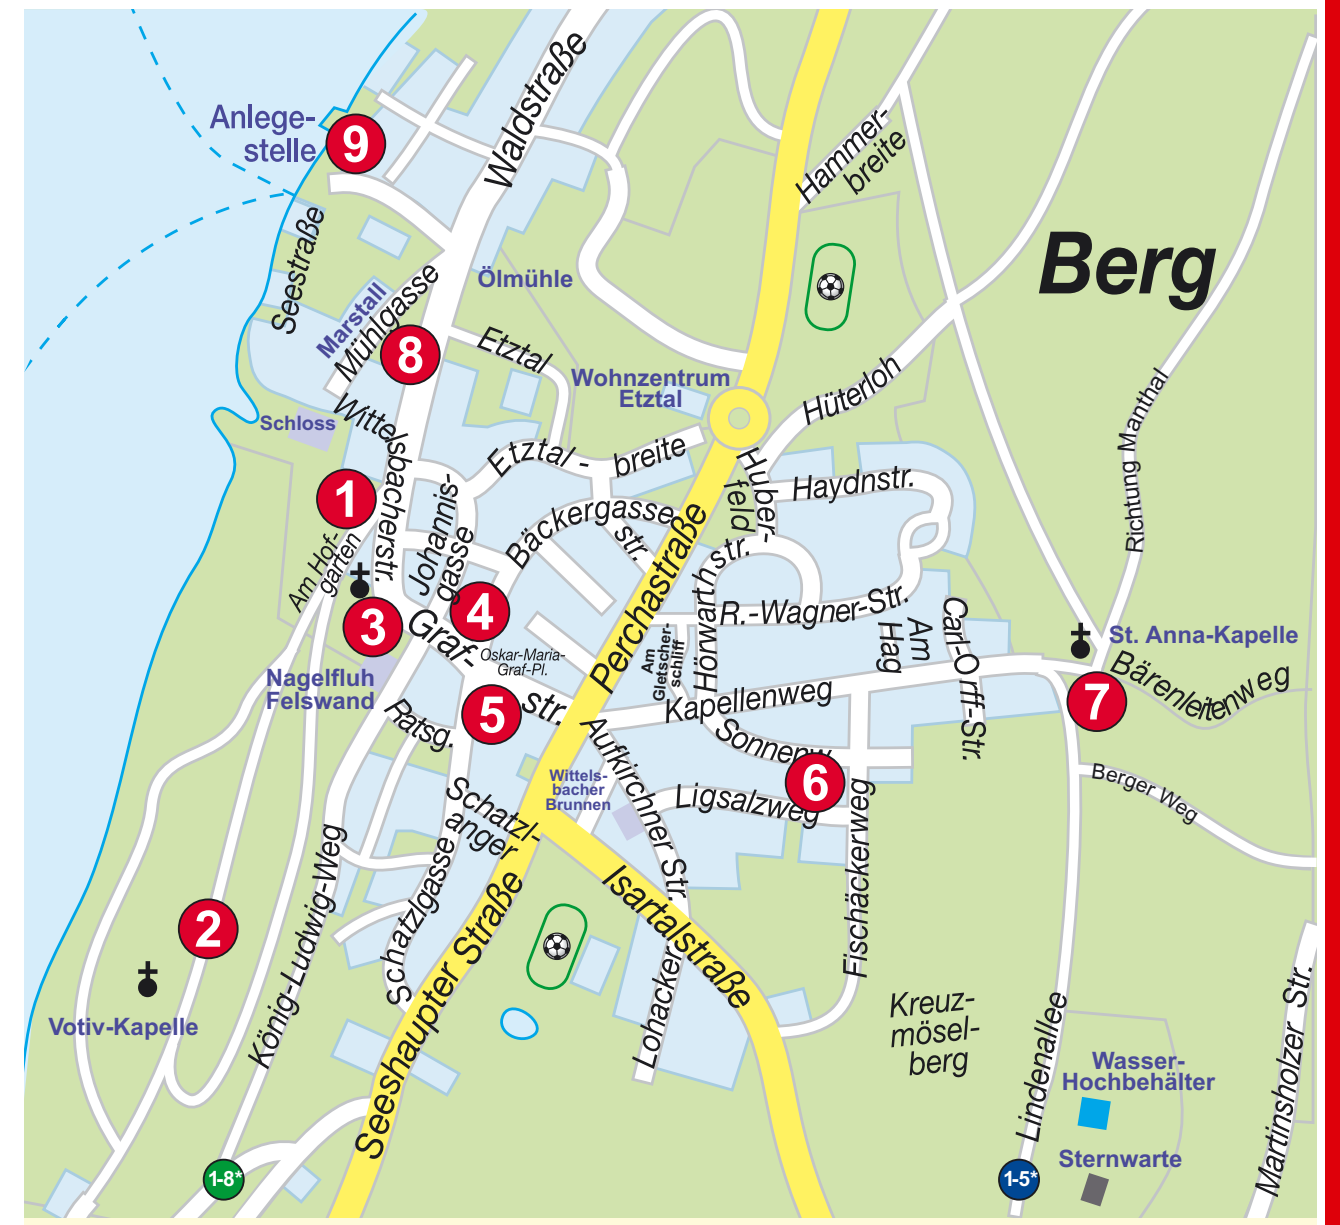 Waldstraße
Anlege-
stelle
9
Hammer-
breite
Berg
Seestraße
Ölmühle
Marstall
Mühlgasse
8
Etztal
Wohnzentrum
Etztal
Hüterloh
Richtung Manthal
Schloss
Wittelsbacherstr.
Etztal-
breite
Huber-
feld
Haydnstr.
1
Johannis-
gasse
Bäckergasse
str.
Perchastraße
Am Hof-
garten
Hörwarthstr.
R.-Wagner-Str.
Am
Hag
Carl-Orff-Str.
3
4
Graf-
str.
Oskar-Maria-
Graf-Pl.
Am
Gletscher-
schliff
St. Anna-Kapelle
Bärenleitenweg
7
Nagelfluh
Felswand
Kapellenweg
5
Ratsg.
Aufkirchner Str.
Sonnenw.
6
Wittels-
bacher
Brunnen
Ligsalzweg
Berger Weg
Schatzl-
anger
Fischäckerweg
König-Ludwig-Weg
Schatzlgasse
Isartalstraße
2
Votiv-Kapelle
Seeshaupter Straße
Lohacker
Kreuz-
mösel-
berg
Lindenallee
Wasser-
Hochbehälter
Martinsholzer Str.
Sternwarte
1-8*
1-5*